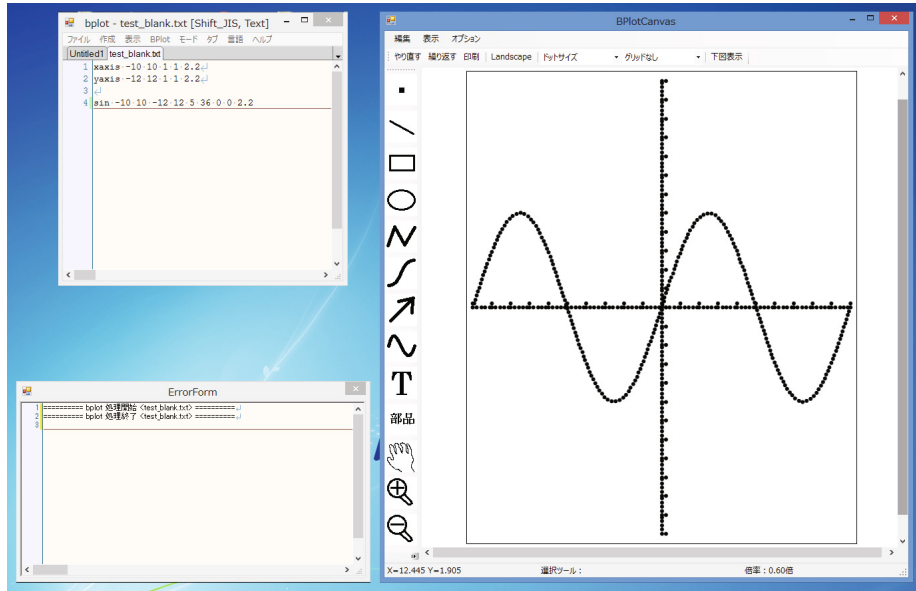 bplot - test_blank.txt [Shift_JIS, Text]
ファイル 作成 表示 BPlot モード タブ 言語 ヘルプ
Untitled1 test_blank.txt
1 xaxis -10 10 1 1 2.2↵
2 yaxis -12 12 1 1 2.2↵
3 ↵
4 sin -10 10 -12 12 5 36 0 0 2.2
ErrorForm
1 ========== bplot 処理開始 <test_blank.txt> ==========↓
2 ========== bplot 処理終了 <test_blank.txt> ==========↓
3
BPlotCanvas
編集 表示 オプション
やり直す 繰り返す 印刷 Landscape ドットサイズ グリッドなし 下図表示
T
部品
X=12.445 Y=1.905 選択ツール : 倍率 : 0.60倍